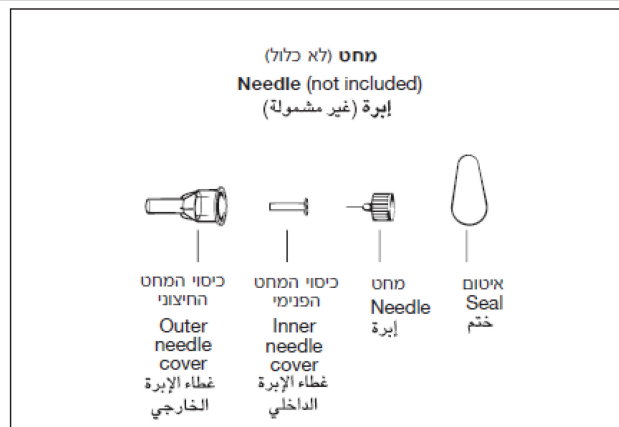 מחט (לא כלול)
Needle (not included)
إبرة (غير مشمولة)
כיסוי המחט
החיצוני
Outer
needle
cover
غطاء الإبرة
الخارجي
כיסוי המחט
הפנימי
Inner
needle
cover
غطاء الإبرة
الداخلي
מחט
Needle
إبرة
איטום
Seal
ختم